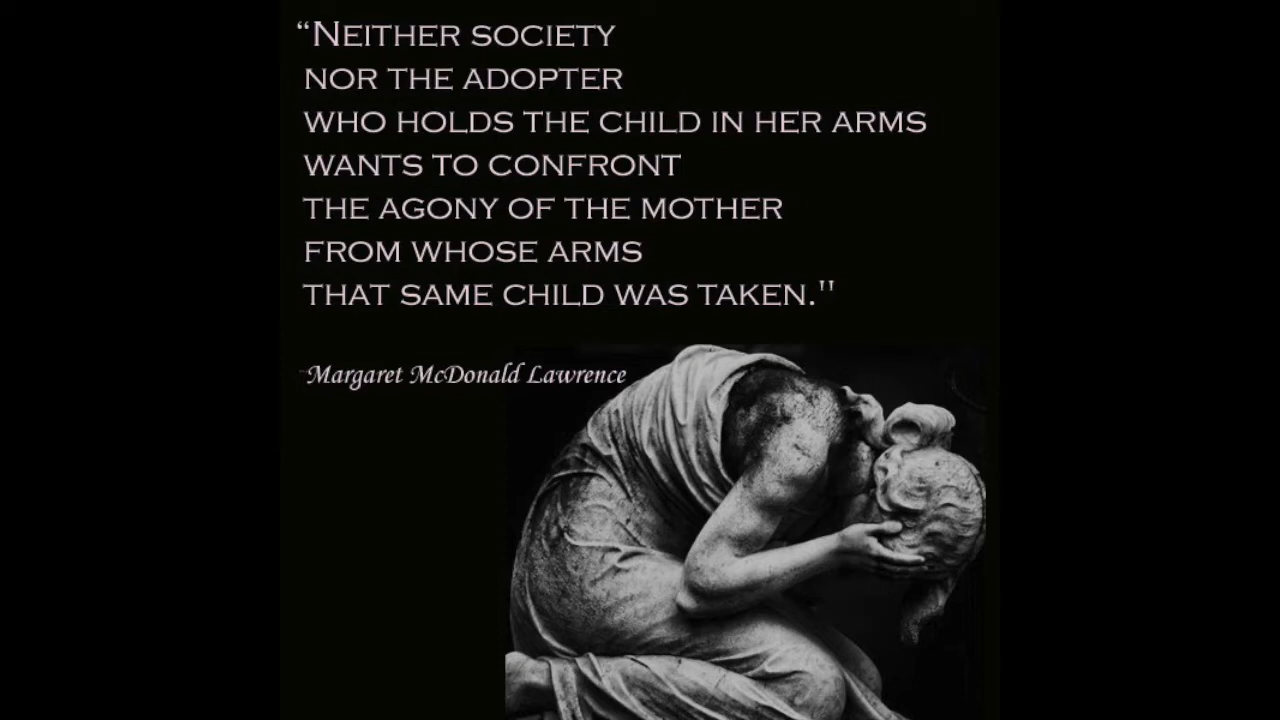 “Neither society
nor the adopter
who holds the child in her arms
wants to confront
the agony of the mother
from whose arms
that same child was taken."
Margaret McDonald Lawrence